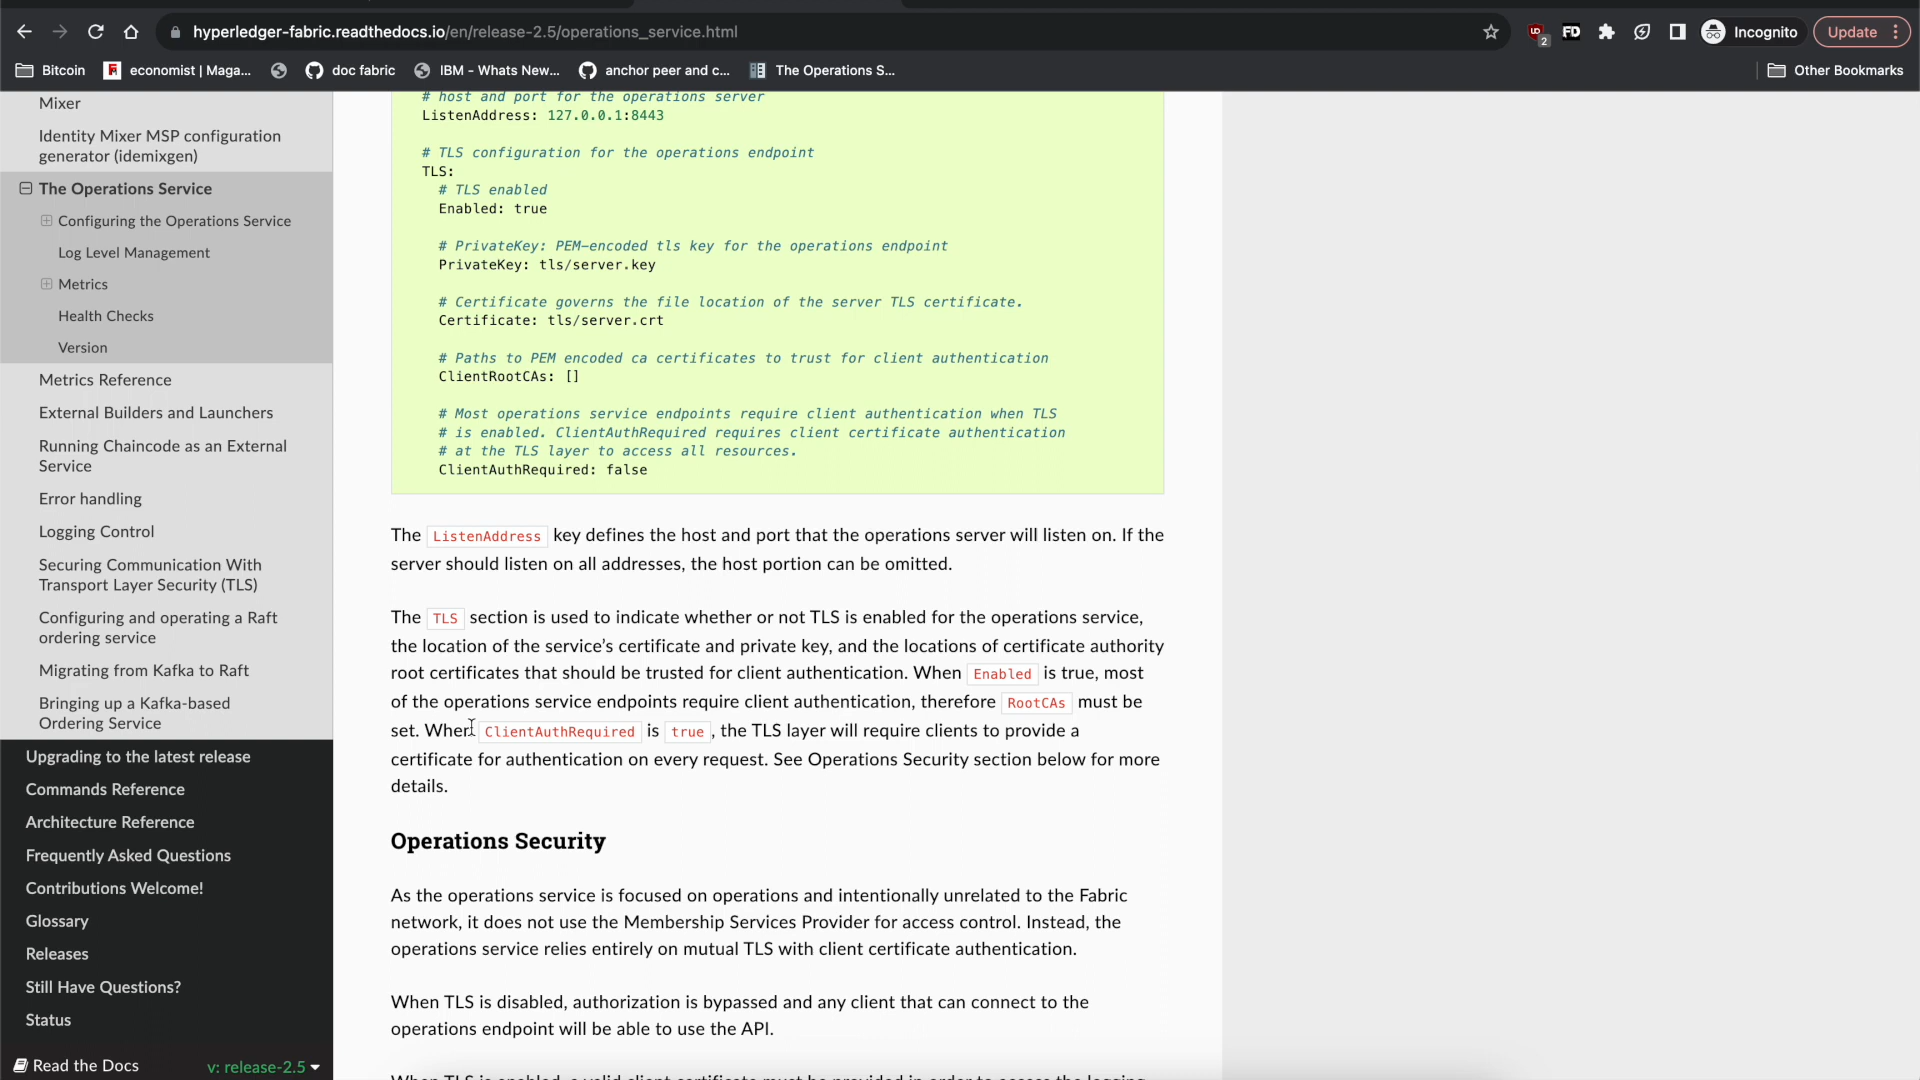 hyperledger-fabric.readthedocs.io/en/release-2.5/operations_service.html
2
FD
Incognito
Update
Bitcoin
economist | Maga...
doc fabric
IBM - Whats New...
anchor peer and c...
The Operations S...
Other Bookmarks
Mixer
Identity Mixer MSP configuration
generator (idemixgen)
The Operations Service
Configuring the Operations Service
Log Level Management
Metrics
Health Checks
Version
Metrics Reference
External Builders and Launchers
Running Chaincode as an External
Service
Error handling
Logging Control
Securing Communication With
Transport Layer Security (TLS)
Configuring and operating a Raft
ordering service
Migrating from Kafka to Raft
Bringing up a Kafka-based
Ordering Service
Upgrading to the latest release
Commands Reference
Architecture Reference
Frequently Asked Questions
Contributions Welcome!
Glossary
Releases
Still Have Questions?
Status
Read the Docs
v: release-2.5
# host and port for the operations server
ListenAddress: 127.0.0.1:8443
# TLS configuration for the operations endpoint
TLS:
# TLS enabled
Enabled: true
# PrivateKey: PEM-encoded tls key for the operations endpoint
PrivateKey: tls/server.key
# Certificate governs the file location of the server TLS certificate.
Certificate: tls/server.crt
# Paths to PEM encoded ca certificates to trust for client authentication
ClientRootCAs: []
# Most operations service endpoints require client authentication when TLS
# is enabled. ClientAuthRequired requires client certificate authentication
# at the TLS layer to access all resources.
ClientAuthRequired: false
The ListenAddress key defines the host and port that the operations server will listen on. If the
server should listen on all addresses, the host portion can be omitted.
The TLS section is used to indicate whether or not TLS is enabled for the operations service,
the location of the service’s certificate and private key, and the locations of certificate authority
root certificates that should be trusted for client authentication. When Enabled is true, most
of the operations service endpoints require client authentication, therefore RootCAs must be
set. When ClientAuthRequired is true, the TLS layer will require clients to provide a
certificate for authentication on every request. See Operations Security section below for more
details.
Operations Security
As the operations service is focused on operations and intentionally unrelated to the Fabric
network, it does not use the Membership Services Provider for access control. Instead, the
operations service relies entirely on mutual TLS with client certificate authentication.
When TLS is disabled, authorization is bypassed and any client that can connect to the
operations endpoint will be able to use the API.
When TLS is enabled, a valid client certificate must be provided in order to access the logging